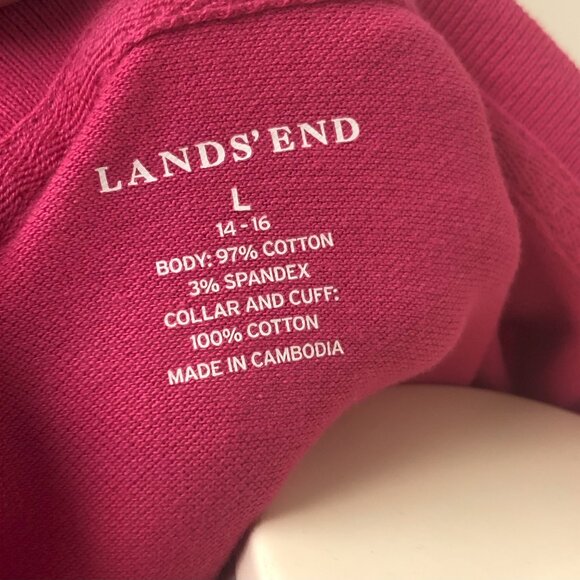 LANDS' END
L
14-16
BODY: 97% COTTON
3% SPANDEX
COLLAR AND CUFF:
100% COTTON
MADE IN CAMBODIA